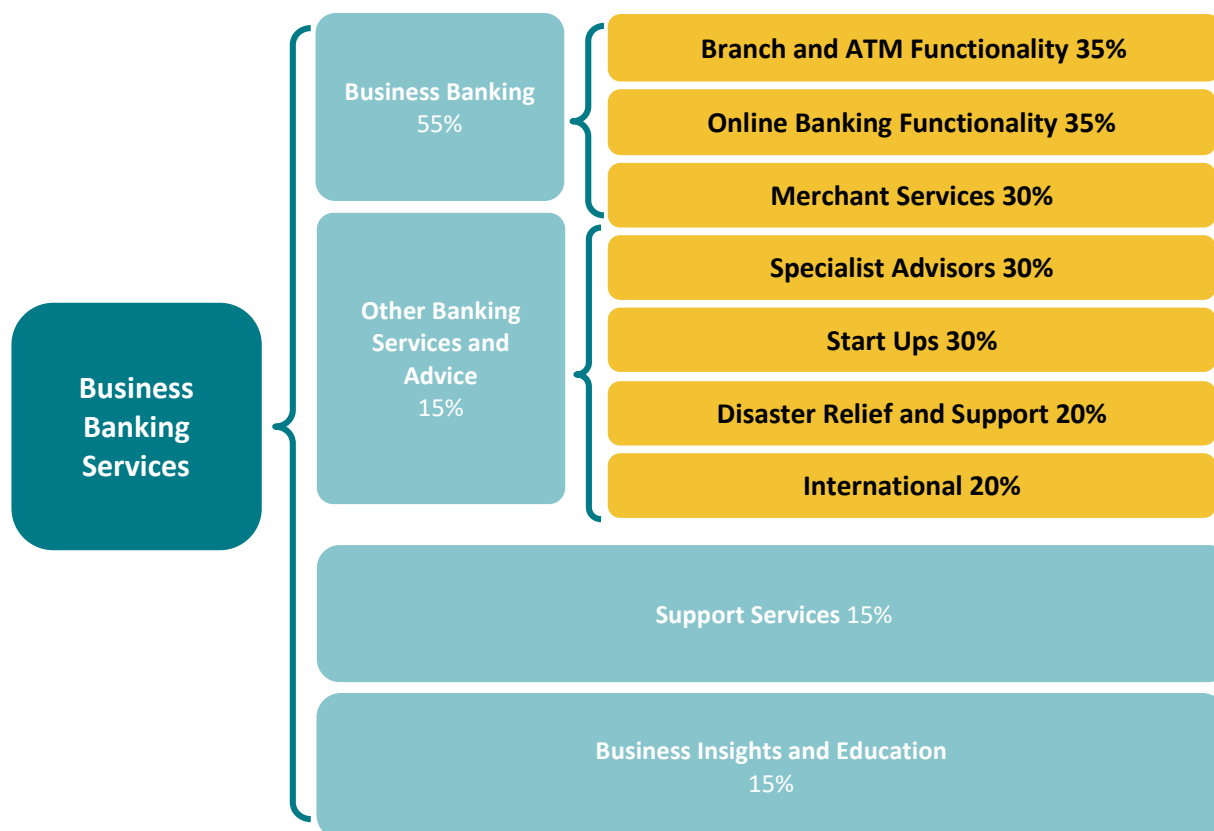 Business
Banking
Services
Business Banking
55%
Branch and ATM Functionality 35%
Online Banking Functionality 35%
Merchant Services 30%
Other Banking
Services and
Advice
15%
Specialist Advisors 30%
Start Ups 30%
Disaster Relief and Support 20%
International 20%
Support Services 15%
Business Insights and Education
15%